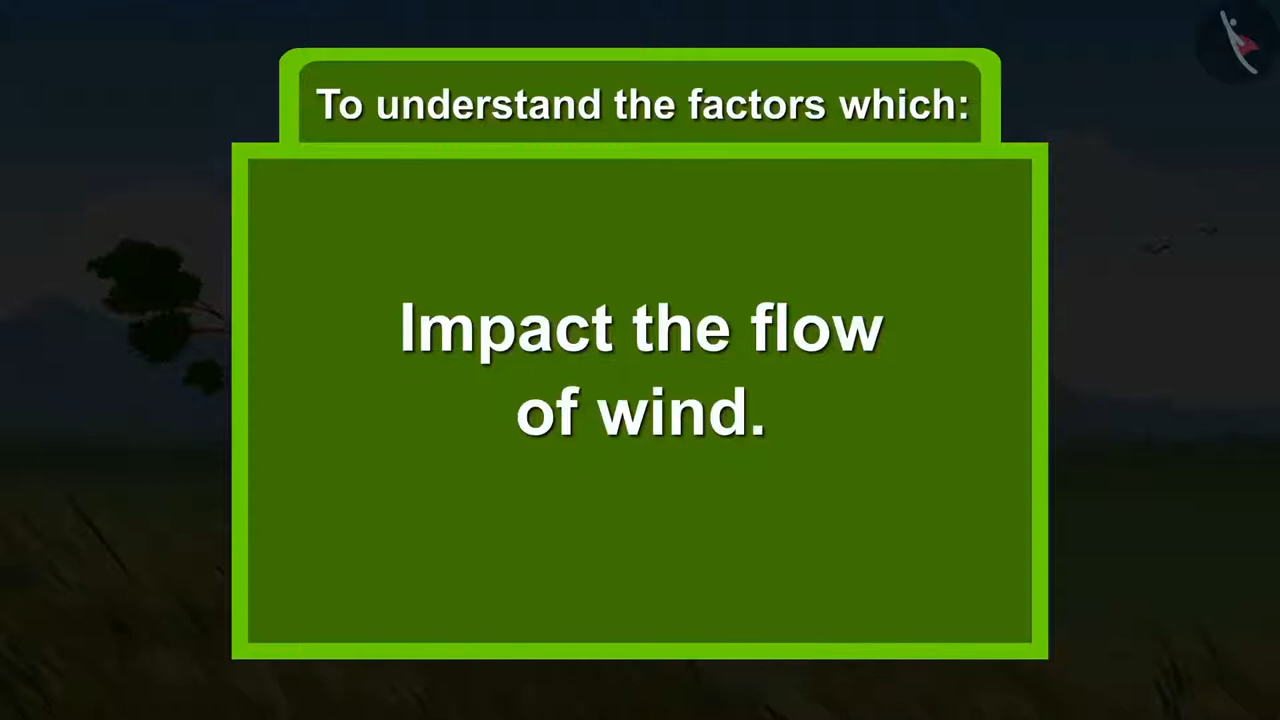 To understand the factors which:
Impact the flow
of wind.